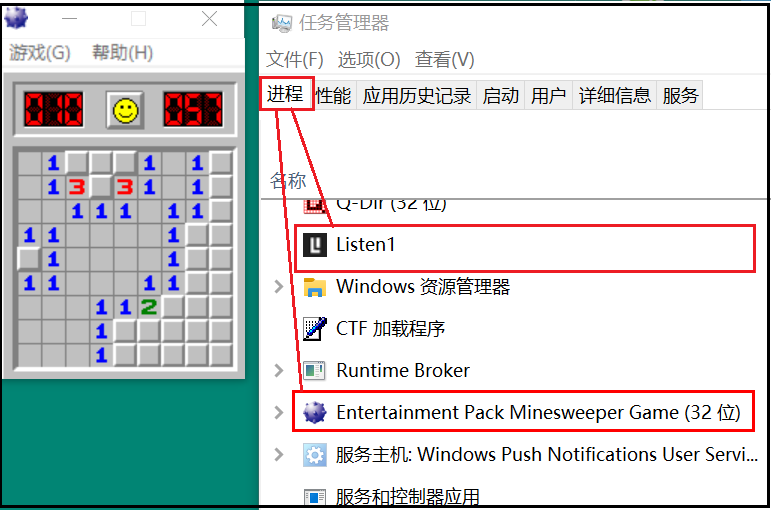 游戏(G) 帮助(H)
010 051
1 1 1
1 3 3 1 1
1 1 1 1 1
1 1 1
1 1
1 1 1 1
1 1 2
1
1
任务管理器
文件(F) 选项(O) 查看(V)
进程 性能 应用历史记录 启动 用户 详细信息 服务
名称
Q-Dir (32 位)
Listen1
Windows 资源管理器
CTF 加载程序
Runtime Broker
Entertainment Pack Minesweeper Game (32 位)
服务主机: Windows Push Notifications User Servi...
服务和控制器应用